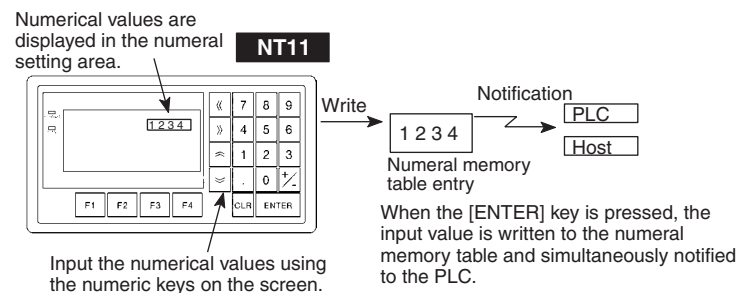 Numerical values are
displayed in the numeral
setting area.
NT11
1234
« 7 8 9
» 4 5 6
1 2 3
. 0 +/-
F1 F2 F3 F4 CLR ENTER
Write
1234
Numeral memory
table entry
Notification
PLC
Host
When the [ENTER] key is pressed, the
input value is written to the numeral
memory table and simultaneously notified
to the PLC.
Input the numerical values using
the numeric keys on the screen.